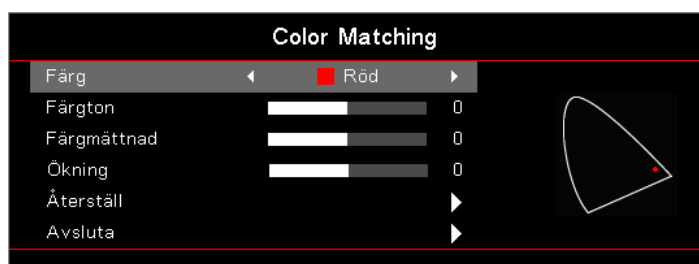 Color Matching
Färg Röd
Färgton 0
Färgmättnad 0
Ökning 0
Återställ
Avsluta